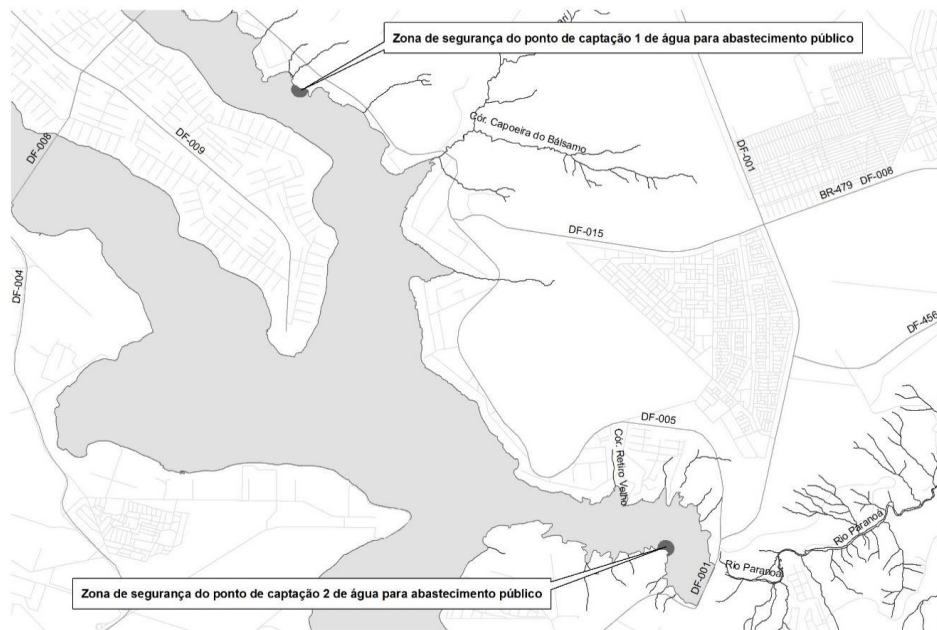 Zona de segurança do ponto de captação 1 de água para abastecimento público
DF-008
DF-009
Cór. Capoeira do Bálsamo
DF-001
BR-479 DF-008
DF-015
DF-004
DF-456
DF-005
Cór. Retiro Velho
Rio Paranoá
Rio Paranoá
DF-001
Zona de segurança do ponto de captação 2 de água para abastecimento público